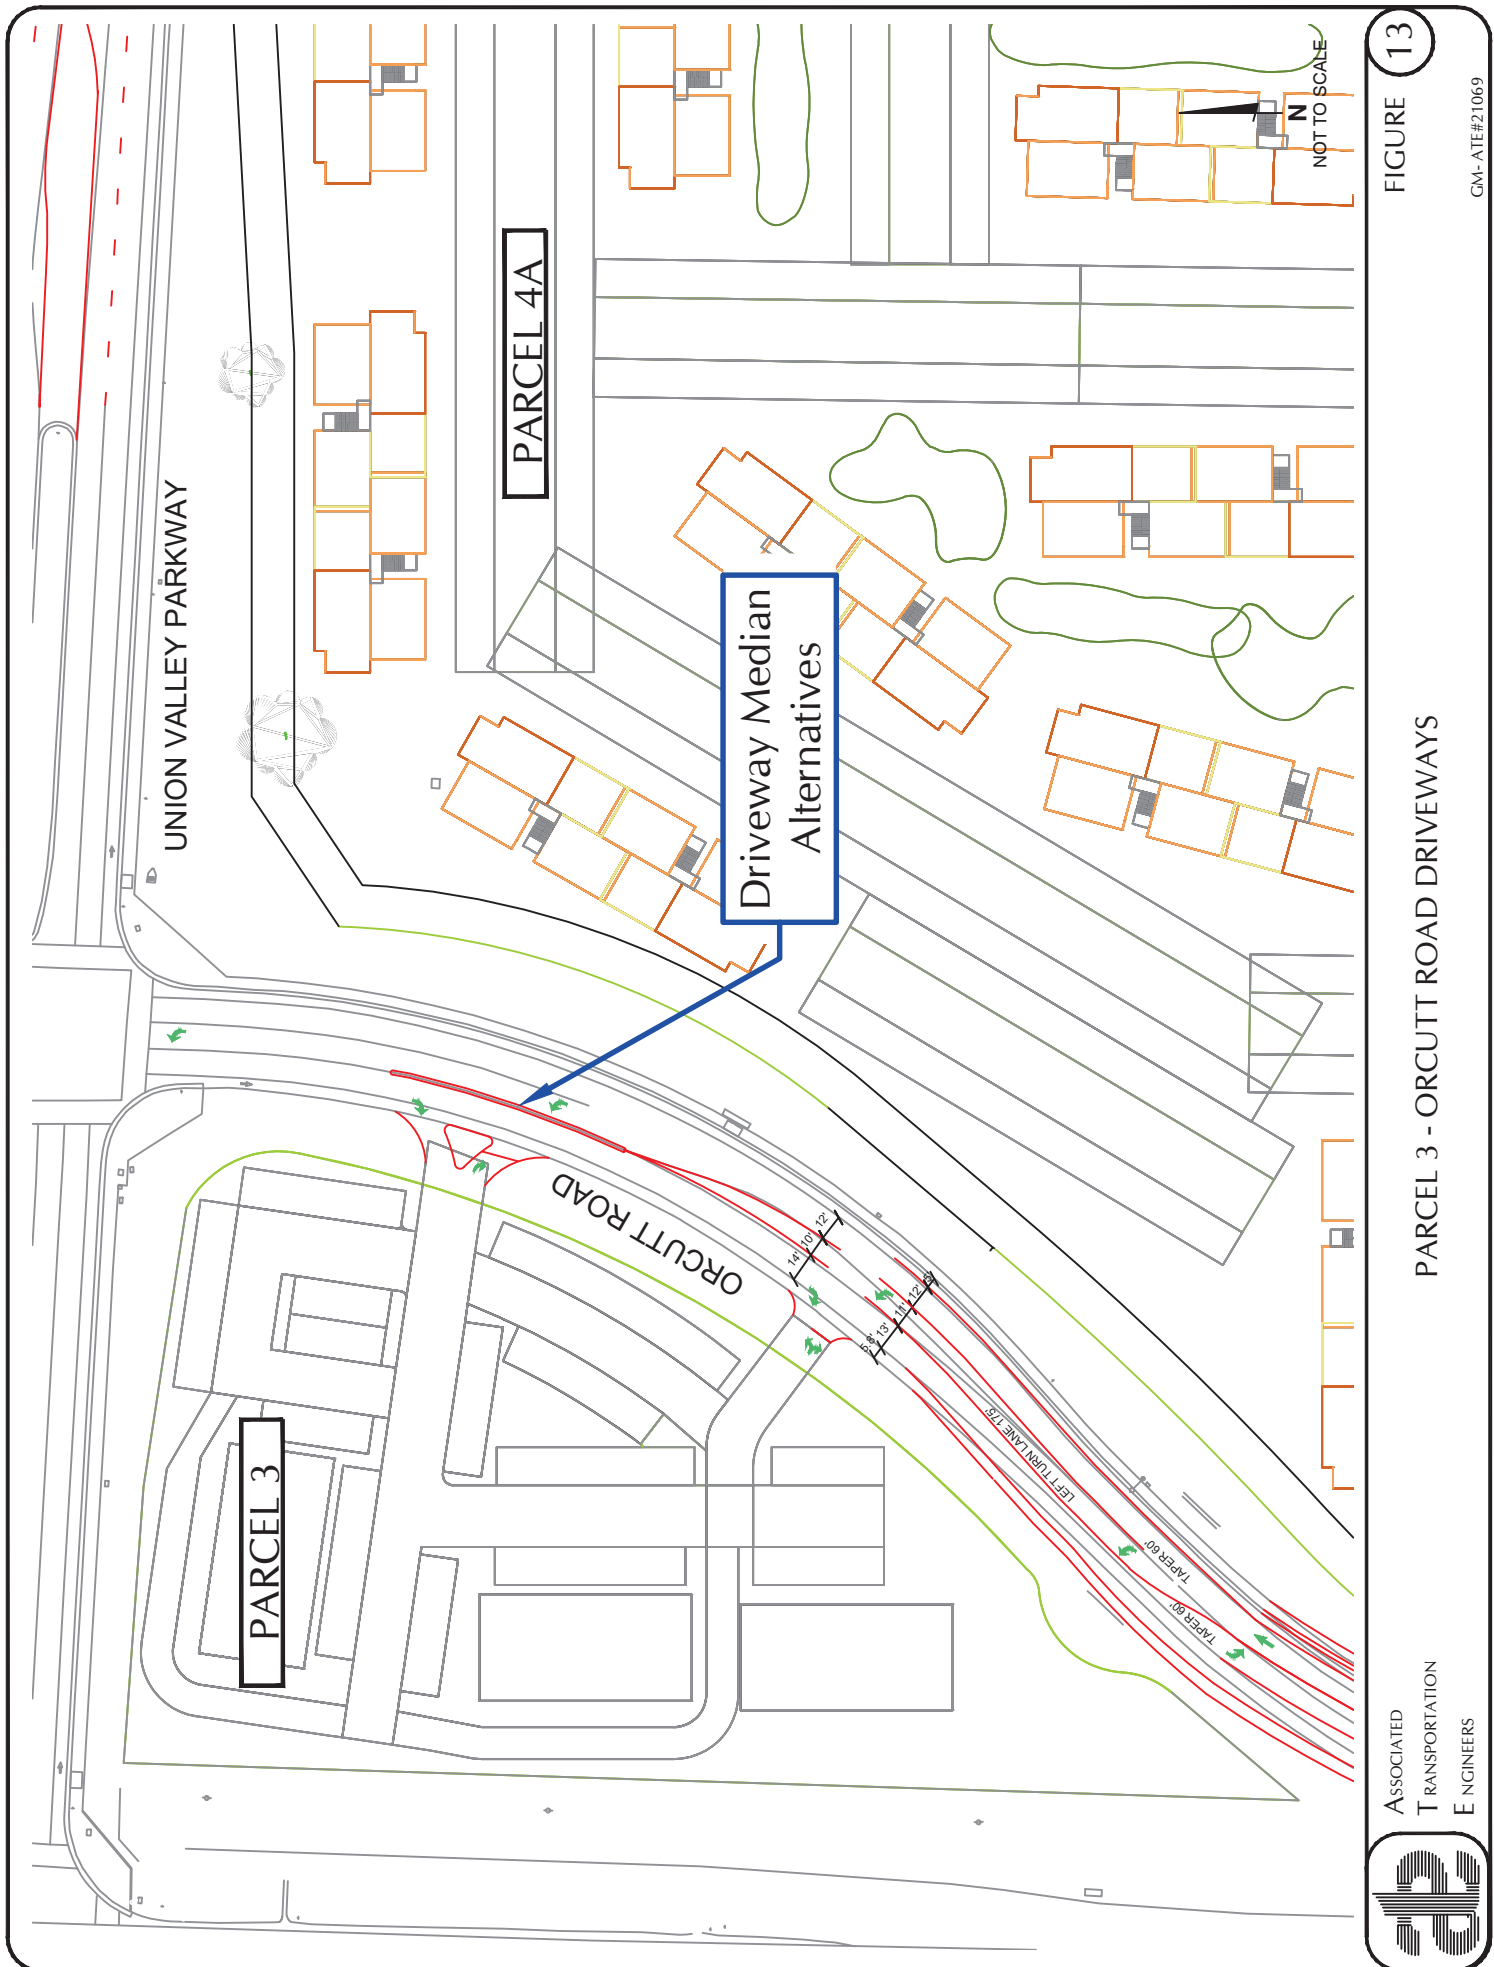 UNION VALLEY PARKWAY
PARCEL 4A
Driveway Median
Alternatives
ORCUTT ROAD
PARCEL 3
14'
10'
12'
5.8'
13'
11'
12'
LEFT TURN LANE 175'
TAPER 60'
TAPER 60'
N
NOT TO SCALE
ASSOCIATED
TRANSPORTATION
ENGINEERS
PARCEL 3 - ORCUTT ROAD DRIVEWAYS
FIGURE 13
GM- ATE#21069